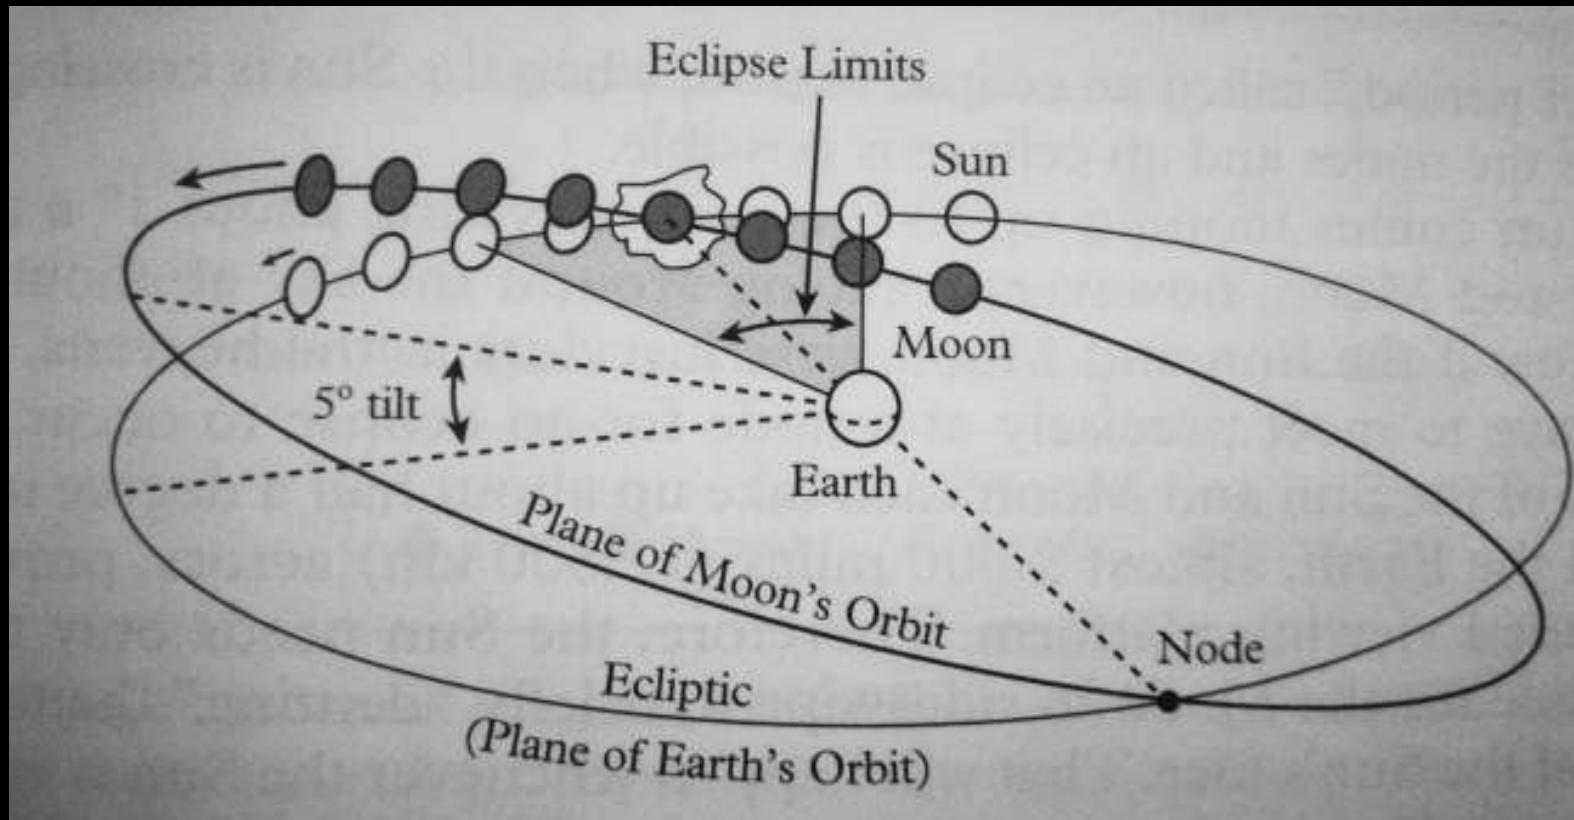 Eclipse Limits
Sun
Moon
5° tilt
Earth
Plane of Moon's Orbit
Node
Ecliptic
(Plane of Earth's Orbit)